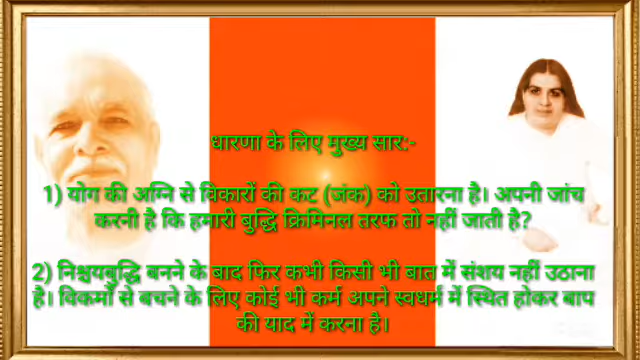 धारणा के लिए मुख्य सार:-
1) योग की अग्नि से विकारों की कट (जंक) को उतारना है। अपनी जांच
करनी है कि हमारी बुद्धि क्रिमिनल तरफ तो नहीं जाती है?
2) निश्चयबुद्धि बनने के बाद फिर कभी किसी भी बात में संशय नहीं उठाना
है। विकर्मों से बचने के लिए कोई भी कर्म अपने स्वधर्म में स्थित होकर बाप
की याद में करना है।